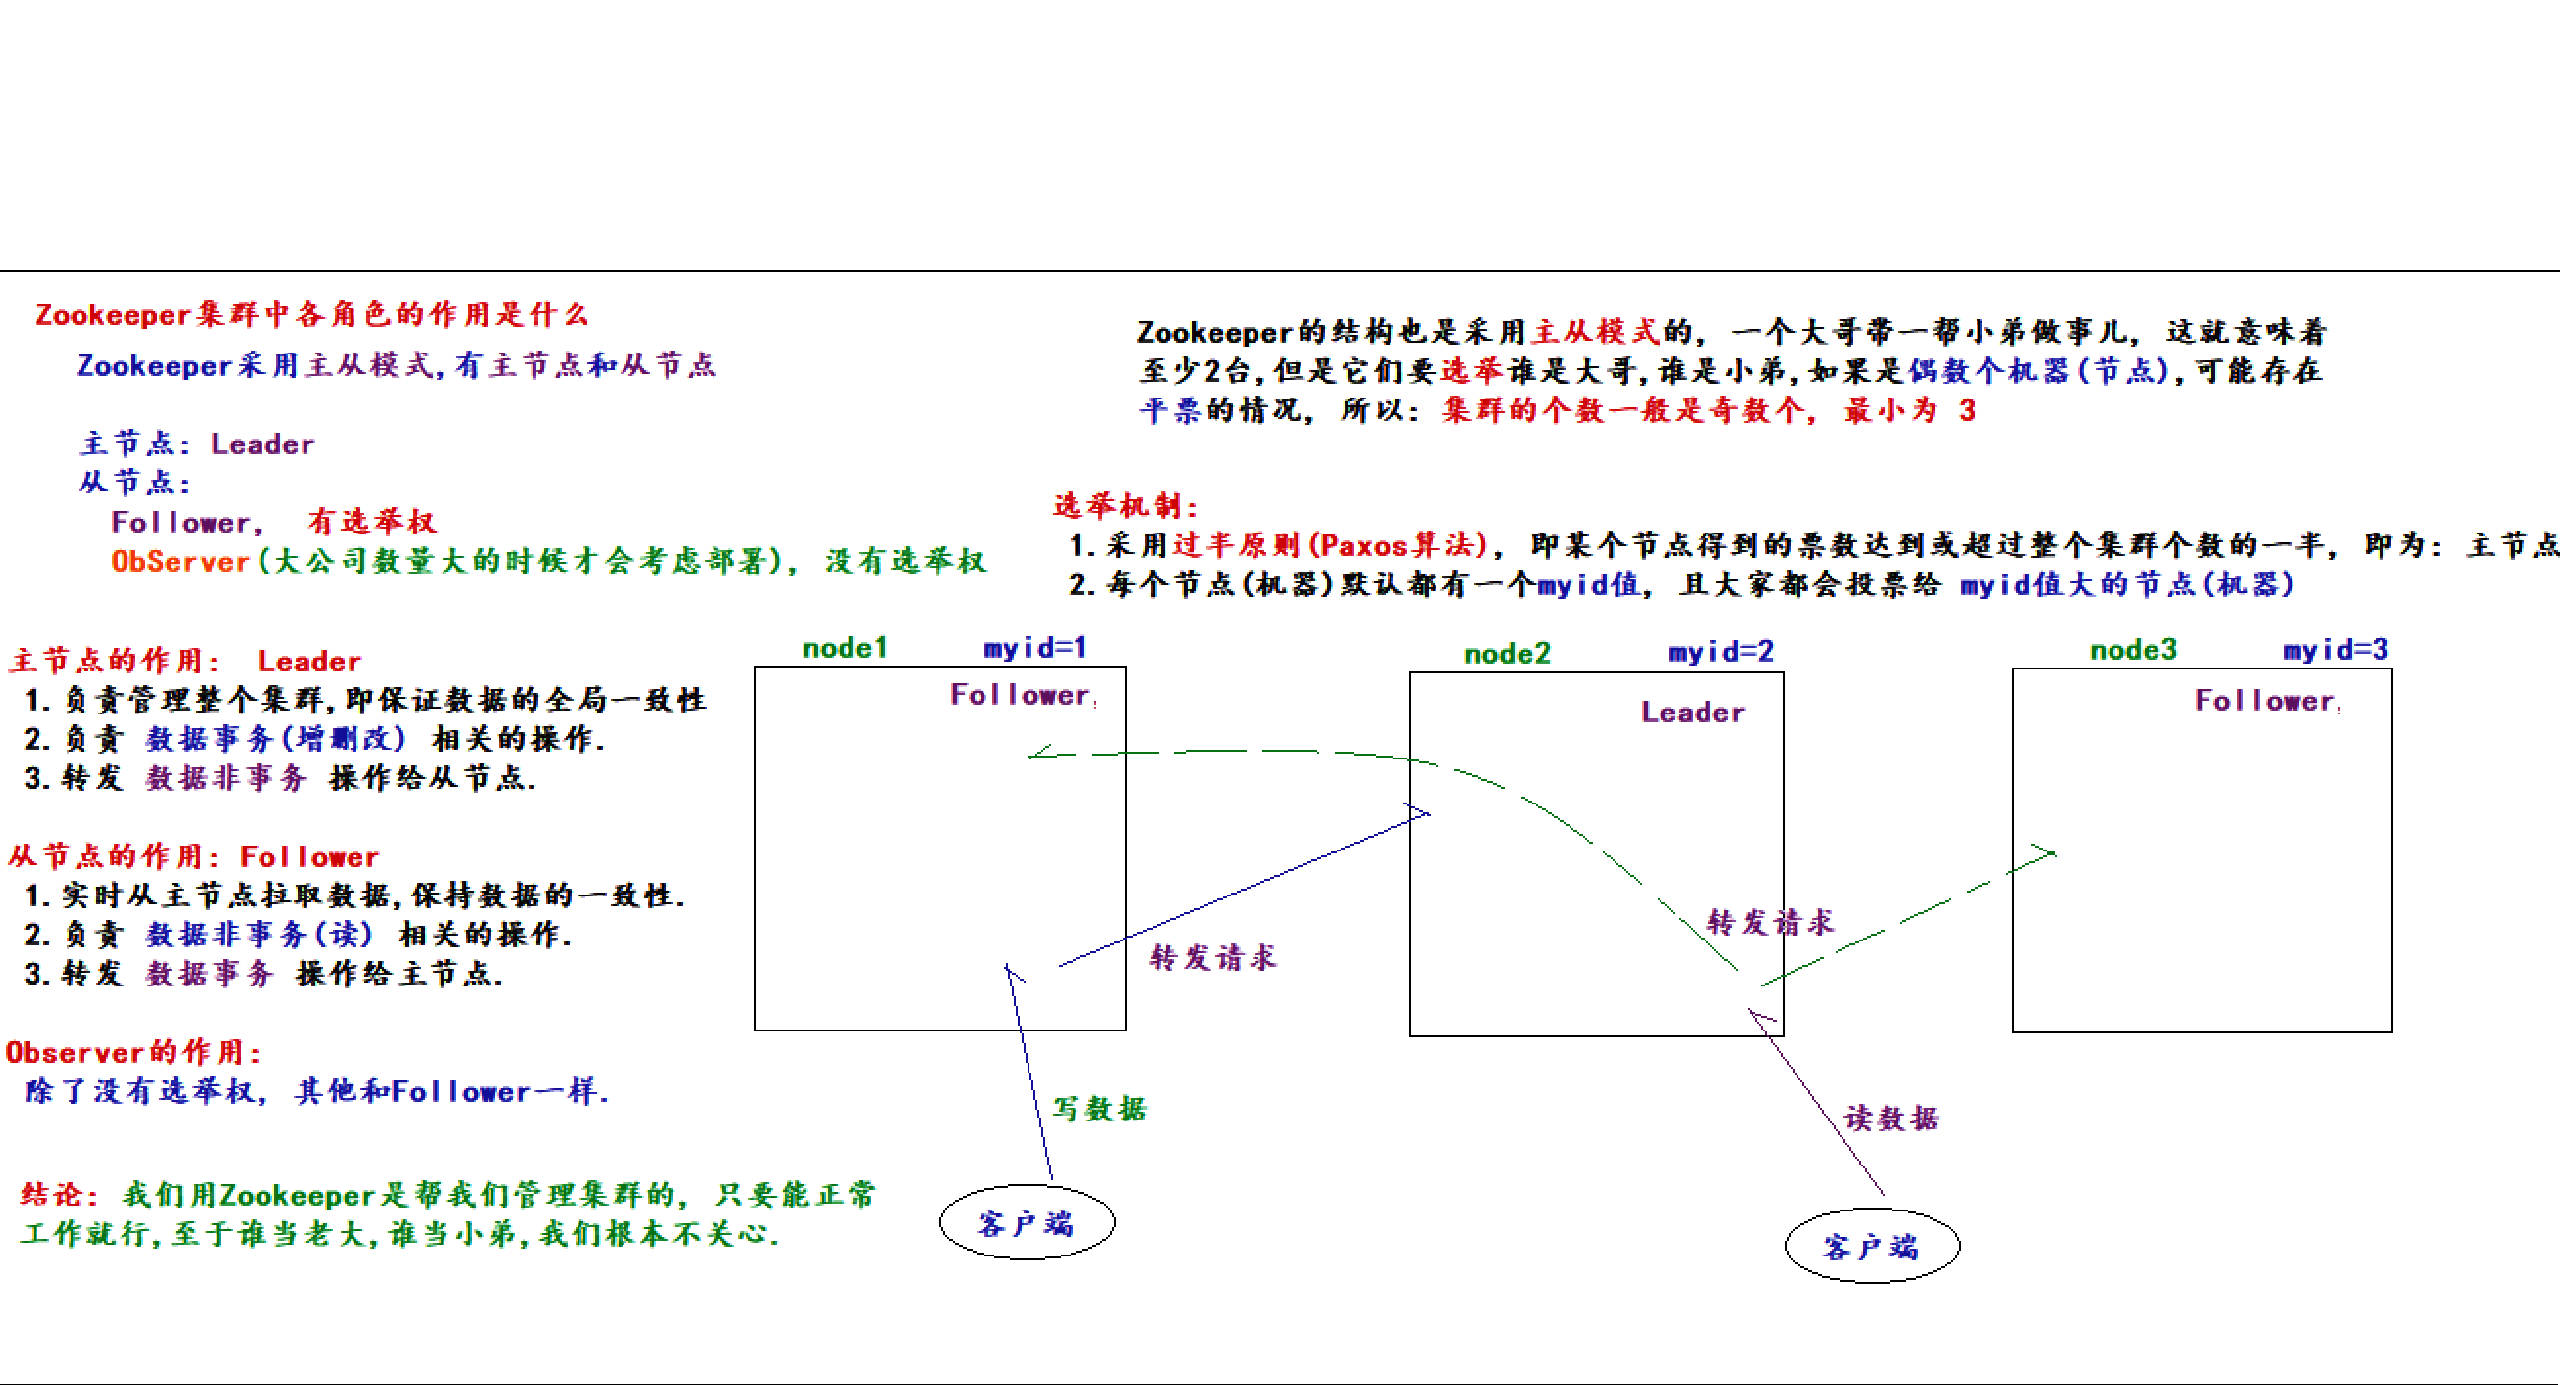 Zookeeper集群中各角色的作用是什么
Zookeeper采用主从模式,有主节点和从节点
主节点: Leader
从节点:
Follower, 有选举权
ObServer(大公司数量大的时候才会考虑部署), 没有选举权
主节点的作用: Leader
1.负责管理整个集群,即保证数据的全局一致性
2.负责 数据事务(增删改) 相关的操作.
3.转发 数据非事务 操作给从节点.
从节点的作用: Follower
1.实时从主节点拉取数据,保持数据的一致性.
2.负责 数据非事务(读) 相关的操作.
3.转发 数据事务 操作给主节点.
Observer的作用:
除了没有选举权, 其他和Follower一样.
结论: 我们用Zookeeper是帮我们管理集群的, 只要能正常
工作就行,至于谁当老大,谁当小弟,我们根本不关心.
Zookeeper的结构也是采用主从模式的, 一个大哥带一帮小弟做事儿, 这就意味着
至少2台,但是它们要选举谁是大哥,谁是小弟,如果是偶数个机器(节点),可能存在
平票的情况, 所以: 集群的个数一般是奇数个, 最小为 3
选举机制:
1.采用过半原则(Paxos算法), 即某个节点得到的票数达到或超过整个集群个数的一半, 即为: 主节点
2.每个节点(机器)默认都有一个myid值, 且大家都会投票给 myid值大的节点(机器)
node1 myid=1
Follower,
node2 myid=2
Leader
node3 myid=3
Follower,
转发请求
转发请求
写数据
读数据
客户端
客户端